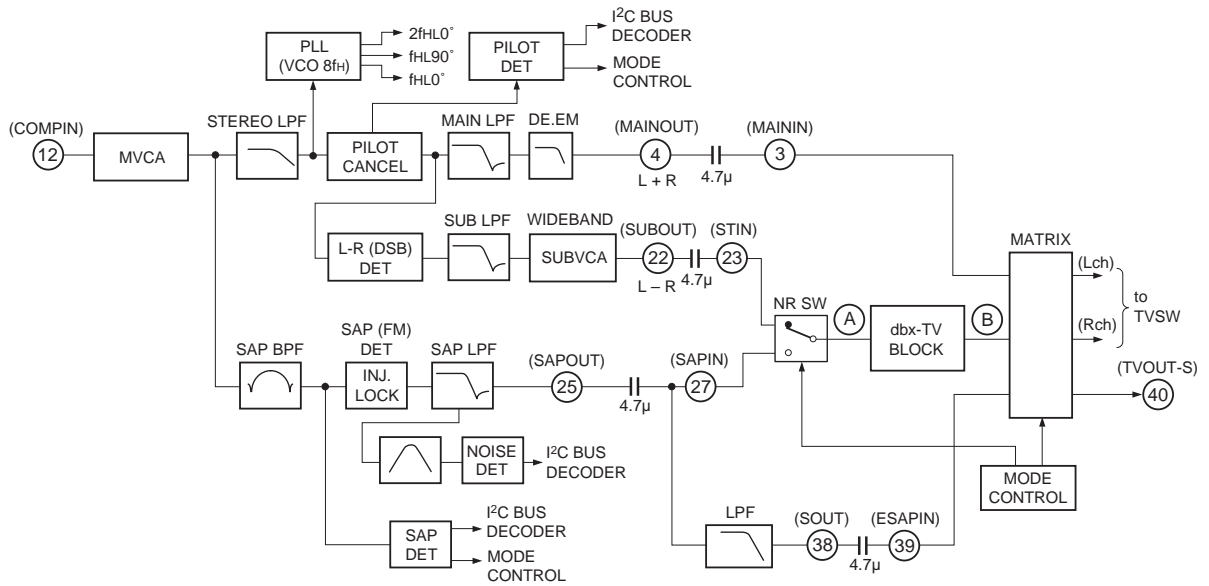 I²C BUS
DECODER
MODE
CONTROL
2fHL0°
fHL90°
fHL0°
PLL
(VCO 8fH)
PILOT
DET
(COMPIN)
12
MVCA
STEREO LPF
PILOT
CANCEL
MAIN LPF
DE.EM
(MAINOUT)
4
L + R
4.7µ
(MAININ)
3
L-R (DSB)
DET
SUB LPF
WIDEBAND
SUBVCA
(SUBOUT)
22
L – R
4.7µ
(STIN)
23
NR SW
A
dbx-TV
BLOCK
B
MATRIX
(Lch)
(Rch)
to
TVSW
(TVOUT-S)
40
SAP BPF
SAP (FM)
DET
INJ.
LOCK
SAP LPF
(SAPOUT)
25
4.7µ
(SAPIN)
27
NOISE
DET
I²C BUS
DECODER
MODE
CONTROL
SAP
DET
I²C BUS
DECODER
MODE
CONTROL
LPF
(SOUT)
38
4.7µ
(ESAPIN)
39